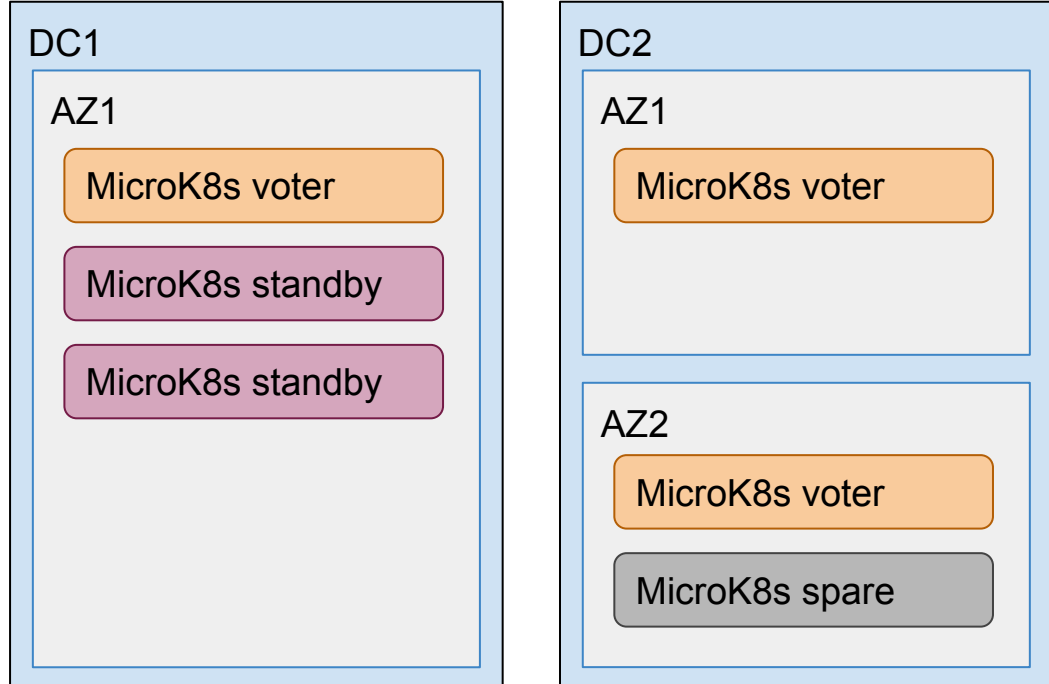 DC1
AZ1
MicroK8s voter
MicroK8s standby
MicroK8s standby
DC2
AZ1
MicroK8s voter
AZ2
MicroK8s voter
MicroK8s spare